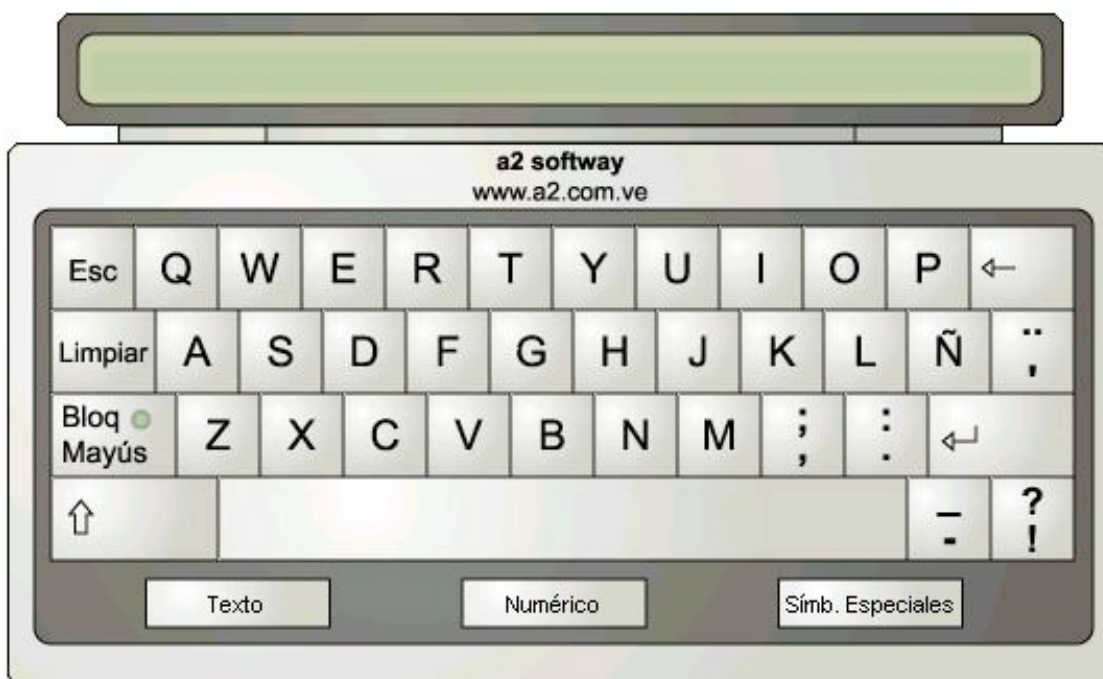 a2 softway
www.a2.com.ve
Esc Q W E R T Y U I O P
Limpiar A S D F G H J K L Ñ ¨ '
Bloq Mayús Z X C V B N M ; , : .
_ - ? !
Texto Numérico Símb. Especiales